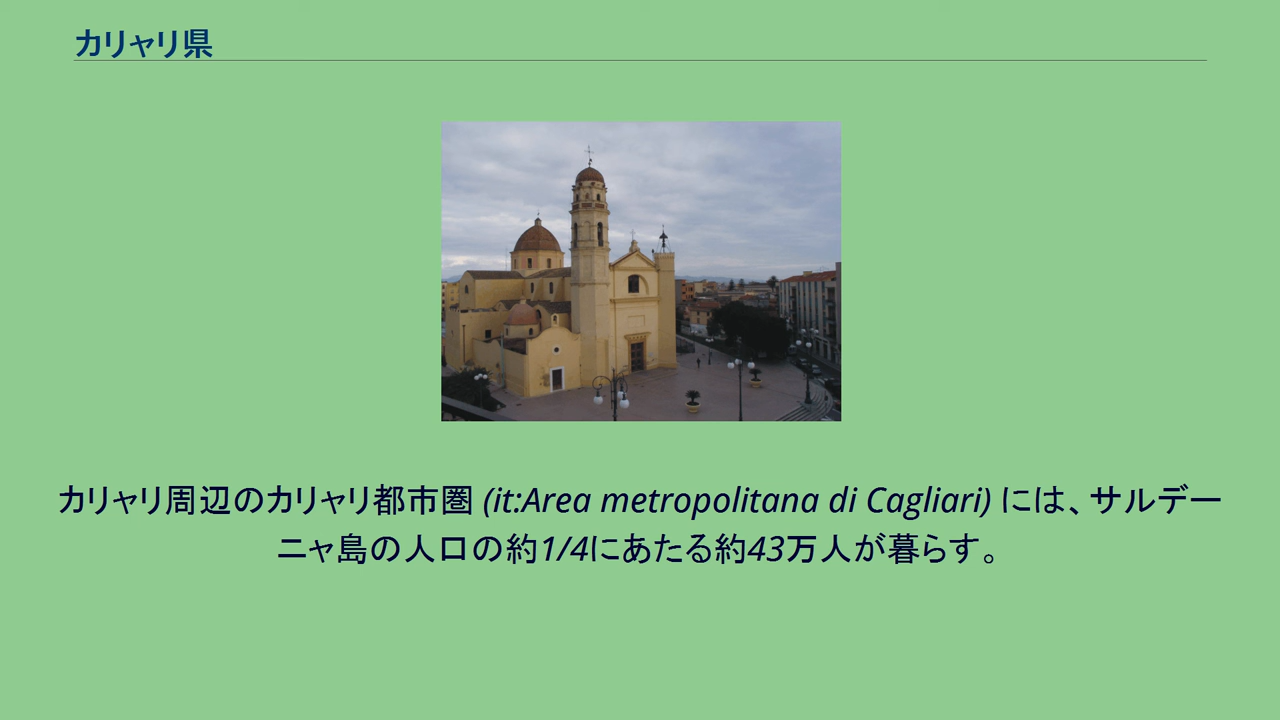 カリャリ県
カリャリ周辺のカリャリ都市圏 (it:Area metropolitana di Cagliari) には、サルデー
ニャ島の人口の約1/4にあたる約43万人が暮らす。